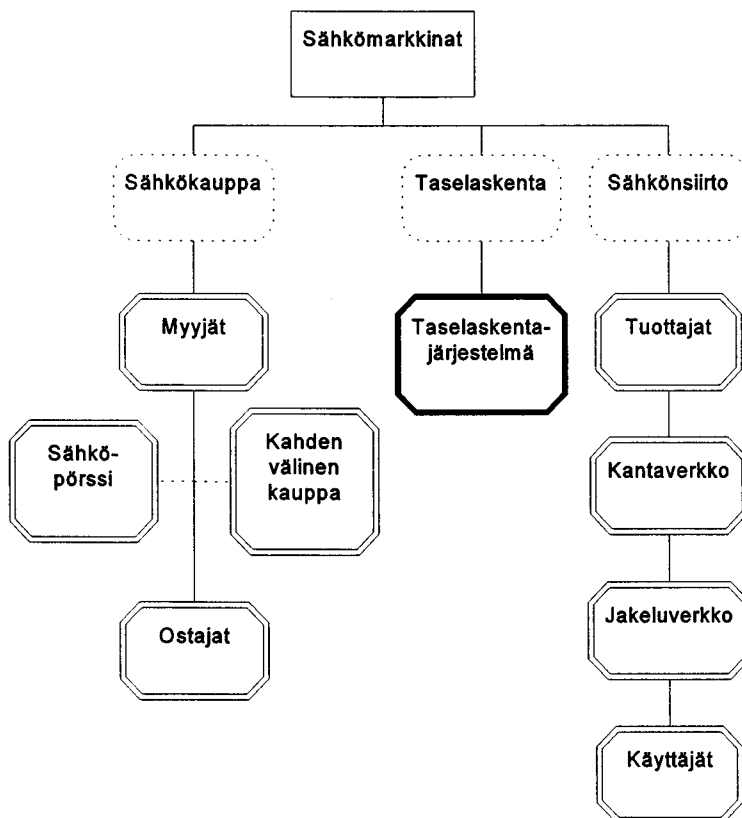 Sähkömarkkinat
Sähkökauppa
Taselaskenta
Sähkönsiirto
Myyjät
Taselaskenta-
järjestelmä
Tuottajat
Sähkö-
pörssi
Kahden
välinen
kauppa
Kantaverkko
Ostajat
Jakeluverkko
Käyttäjät